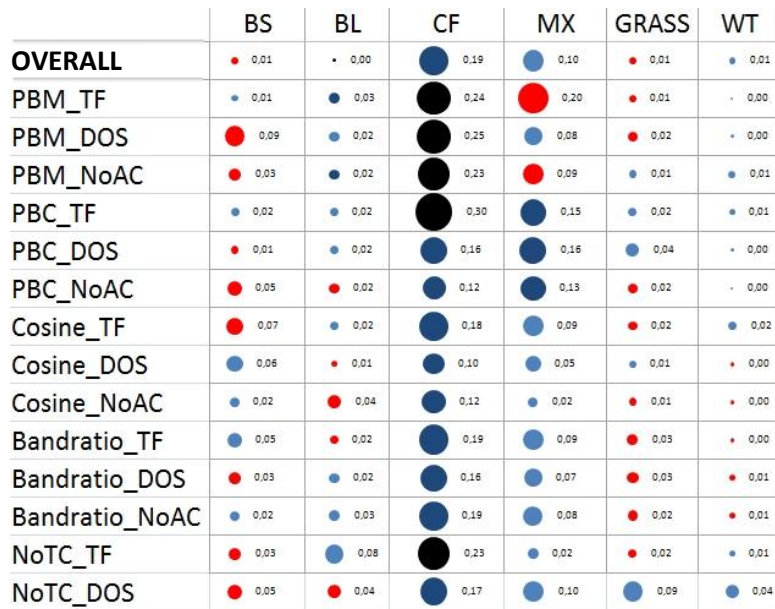 BS BL CF MX GRASS WT
OVERALL 0,01 0,00 0,19 0,10 0,01 0,01
PBM_TF 0,01 0,03 0,24 0,20 0,01 0,00
PBM_DOS 0,09 0,02 0,25 0,08 0,02 0,00
PBM_NoAC 0,03 0,02 0,23 0,09 0,01 0,01
PBC_TF 0,02 0,02 0,30 0,15 0,02 0,01
PBC_DOS 0,01 0,02 0,16 0,16 0,04 0,00
PBC_NoAC 0,05 0,02 0,12 0,13 0,02 0,00
Cosine_TF 0,07 0,02 0,18 0,09 0,02 0,02
Cosine_DOS 0,06 0,01 0,10 0,05 0,01 0,00
Cosine_NoAC 0,02 0,04 0,12 0,02 0,01 0,00
Bandratio_TF 0,05 0,02 0,19 0,09 0,03 0,00
Bandratio_DOS 0,03 0,02 0,16 0,07 0,03 0,01
Bandratio_NoAC 0,02 0,03 0,19 0,08 0,02 0,01
NoTC_TF 0,03 0,08 0,23 0,02 0,02 0,01
NoTC_DOS 0,05 0,04 0,17 0,10 0,09 0,04